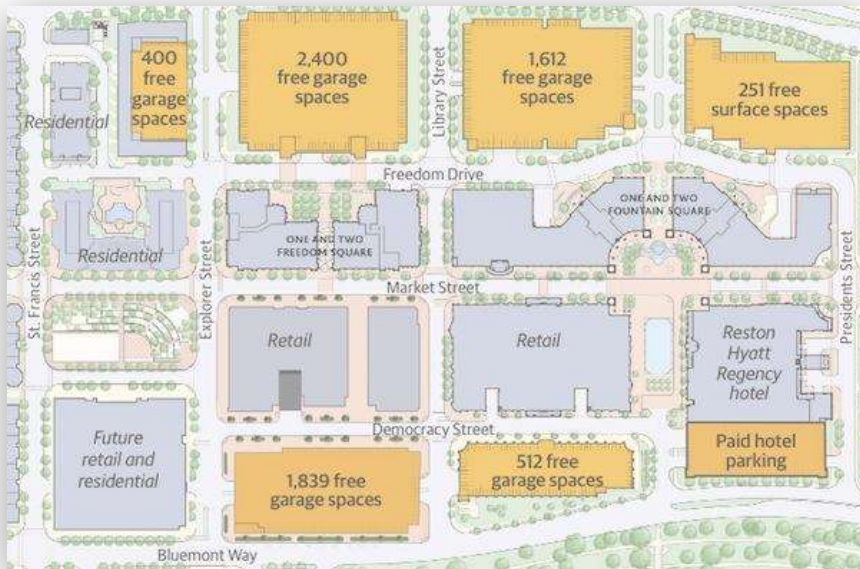 400
free
garage
spaces
2,400
free garage
spaces
Library Street
1,612
free garage
spaces
251 free
surface spaces
Residential
Freedom Drive
Residential
ONE AND TWO
FREEDOM SQUARE
ONE AND TWO
FOUNTAIN SQUARE
St. Francis Street
Explorer Street
Market Street
Presidents Street
Retail
Retail
Reston
Hyatt
Regency
hotel
Democracy Street
Future
retail and
residential
1,839 free
garage spaces
512 free
garage spaces
Paid hotel
parking
Bluemont Way